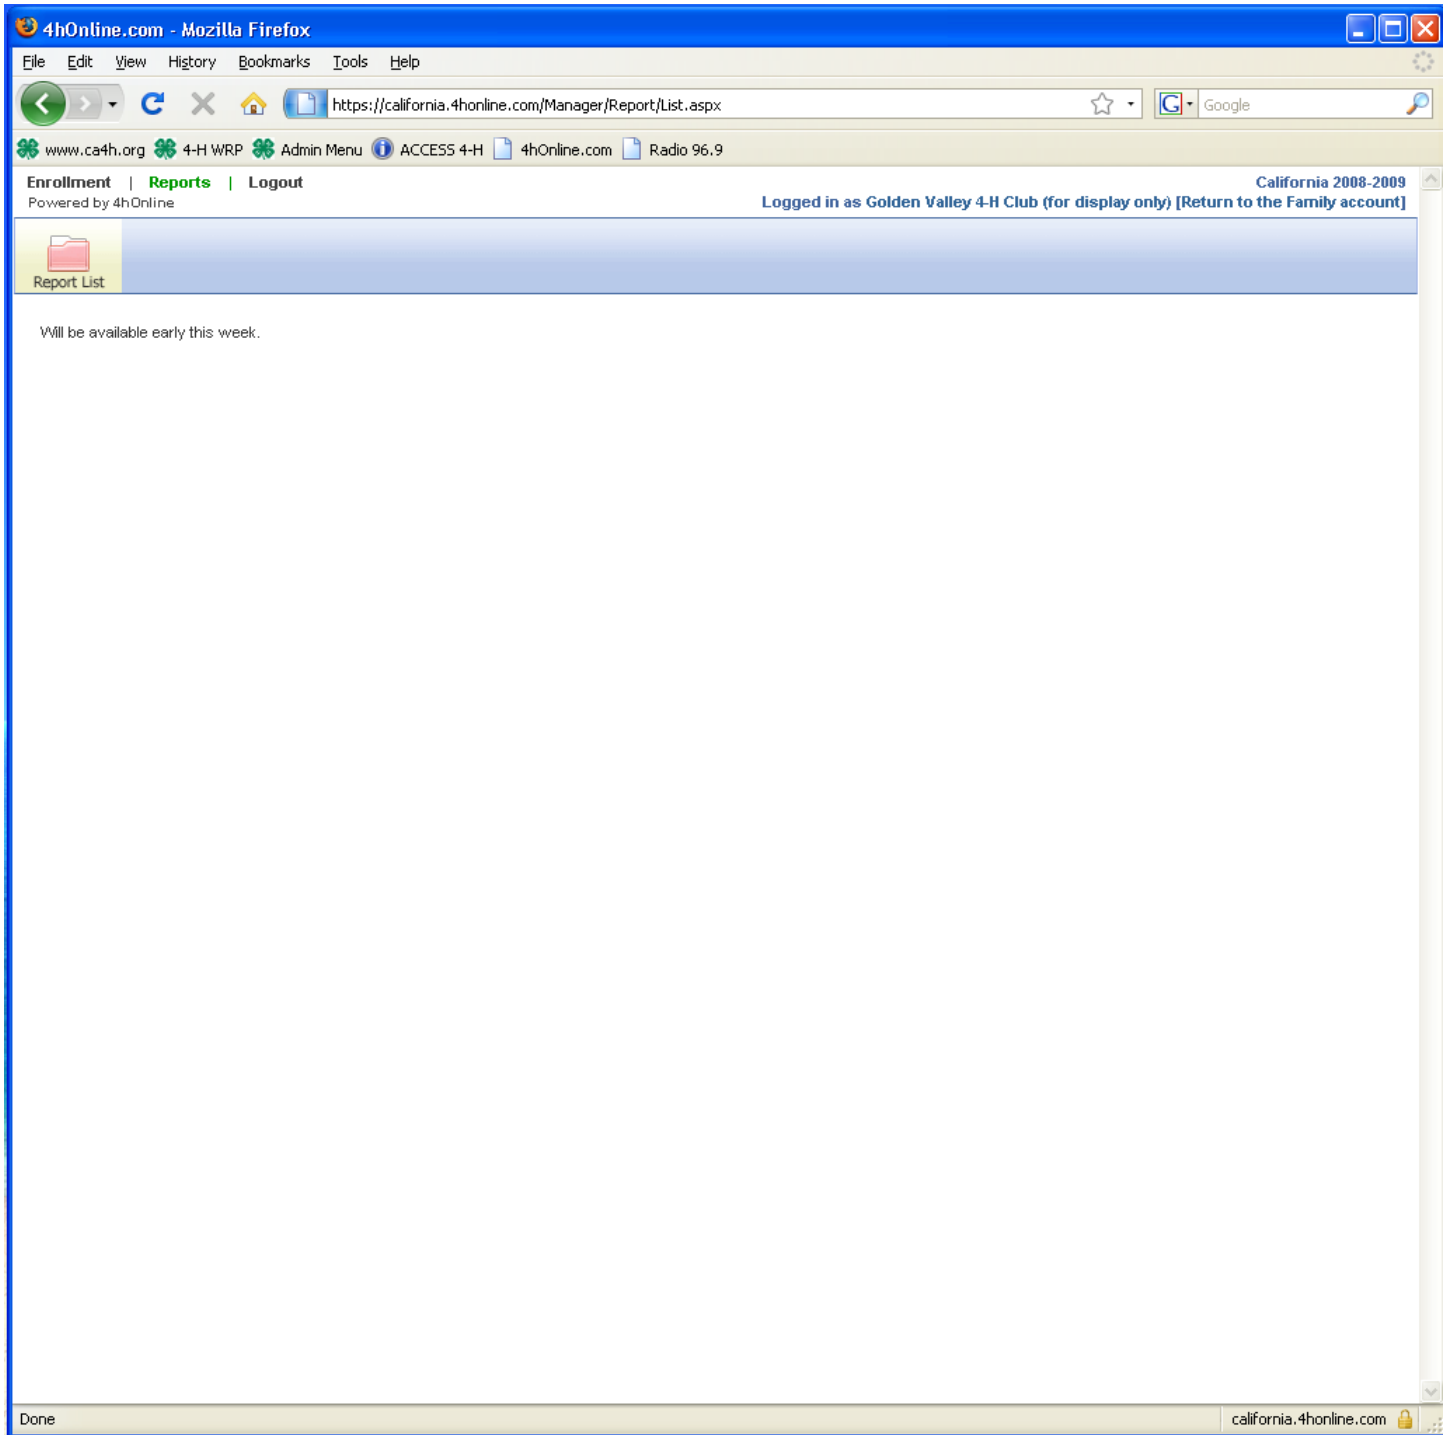 4hOnline.com - Mozilla Firefox
File Edit View History Bookmarks Tools Help
https://california.4honline.com/Manager/Report/List.aspx
G Google
www.ca4h.org 4-H WRP Admin Menu ACCESS 4-H 4hOnline.com Radio 96.9
Enrollment | Reports | Logout
California 2008-2009
Powered by 4hOnline
Logged in as Golden Valley 4-H Club (for display only) [Return to the Family account]
Report List
Will be available early this week.
Done
california.4honline.com